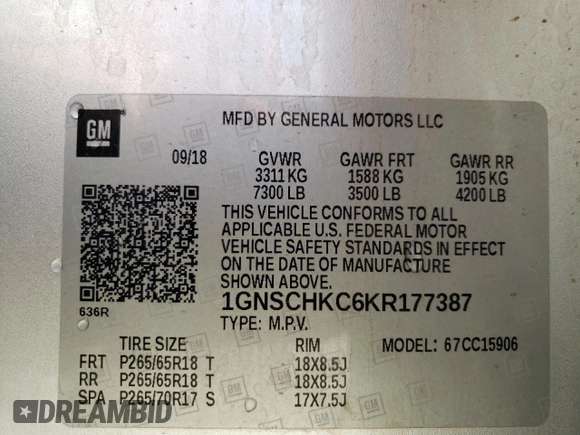 GM
MFD BY GENERAL MOTORS LLC
09/18 GVWR GAWR FRT GAWR RR
3311 KG 1588 KG 1905 KG
7300 LB 3500 LB 4200 LB
THIS VEHICLE CONFORMS TO ALL
APPLICABLE U.S. FEDERAL MOTOR
VEHICLE SAFETY STANDARDS IN EFFECT
ON THE DATE OF MANUFACTURE
SHOWN ABOVE.
636R
1GNSCHKC6KR177387
TYPE: M.P.V.
TIRE SIZE RIM MODEL: 67CC15906
FRT P265/65R18 T 18X8.5J
RR P265/65R18 T 18X8.5J
SPA P265/70R17 S 17X7.5J
DREAMBID